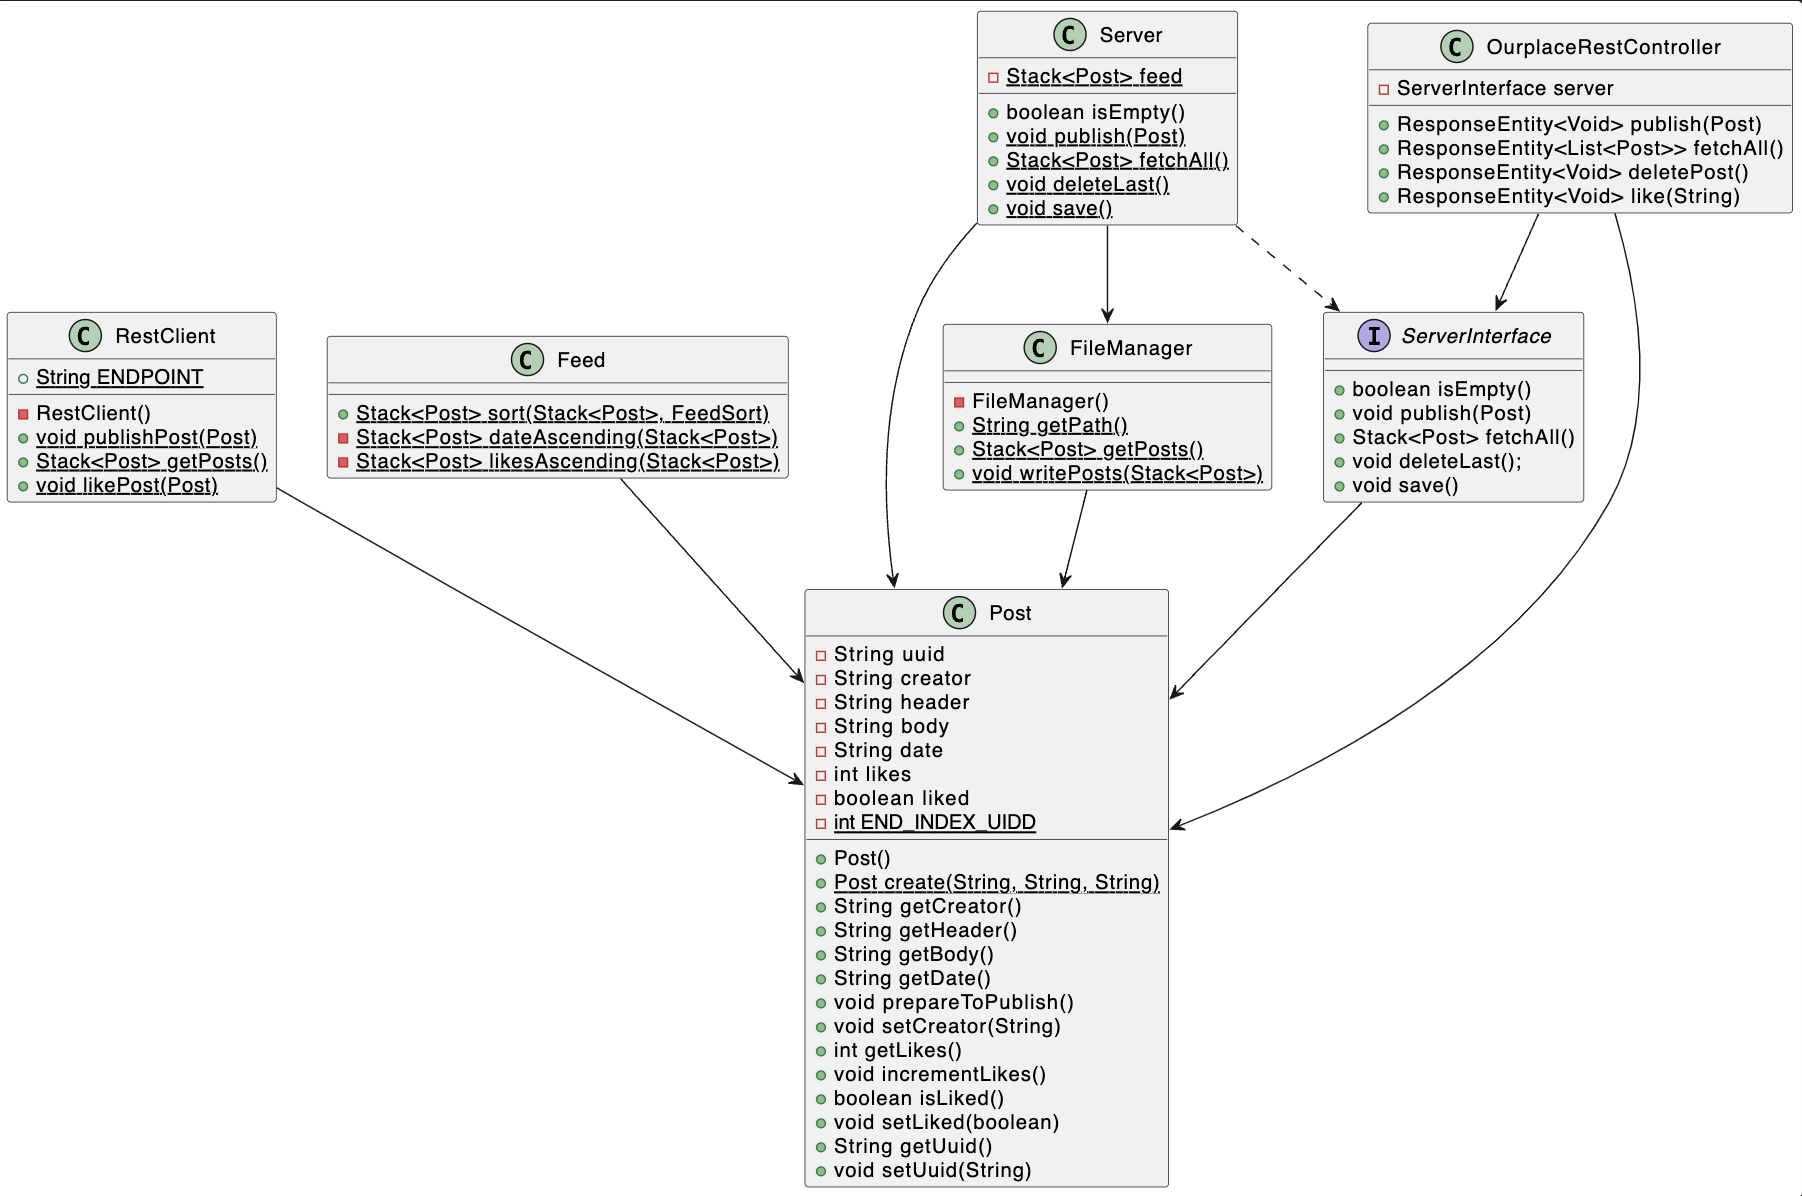 C Server
Stack<Post> feed
boolean isEmpty()
void publish(Post)
Stack<Post> fetchAll()
void deleteLast()
void save()
C OurplaceRestController
ServerInterface server
ResponseEntity<Void> publish(Post)
ResponseEntity<List<Post>> fetchAll()
ResponseEntity<Void> deletePost()
ResponseEntity<Void> like(String)
C RestClient
String ENDPOINT
RestClient()
void publishPost(Post)
Stack<Post> getPosts()
void likePost(Post)
C Feed
Stack<Post> sort(Stack<Post>, FeedSort)
Stack<Post> dateAscending(Stack<Post>)
Stack<Post> likesAscending(Stack<Post>)
C FileManager
FileManager()
String getPath()
Stack<Post> getPosts()
void writePosts(Stack<Post>)
I ServerInterface
boolean isEmpty()
void publish(Post)
Stack<Post> fetchAll()
void deleteLast();
void save()
C Post
String uuid
String creator
String header
String body
String date
int likes
boolean liked
int END_INDEX_UIDD
Post()
Post create(String, String, String)
String getCreator()
String getHeader()
String getBody()
String getDate()
void prepareToPublish()
void setCreator(String)
int getLikes()
void incrementLikes()
boolean isLiked()
void setLiked(boolean)
String getUuid()
void setUuid(String)